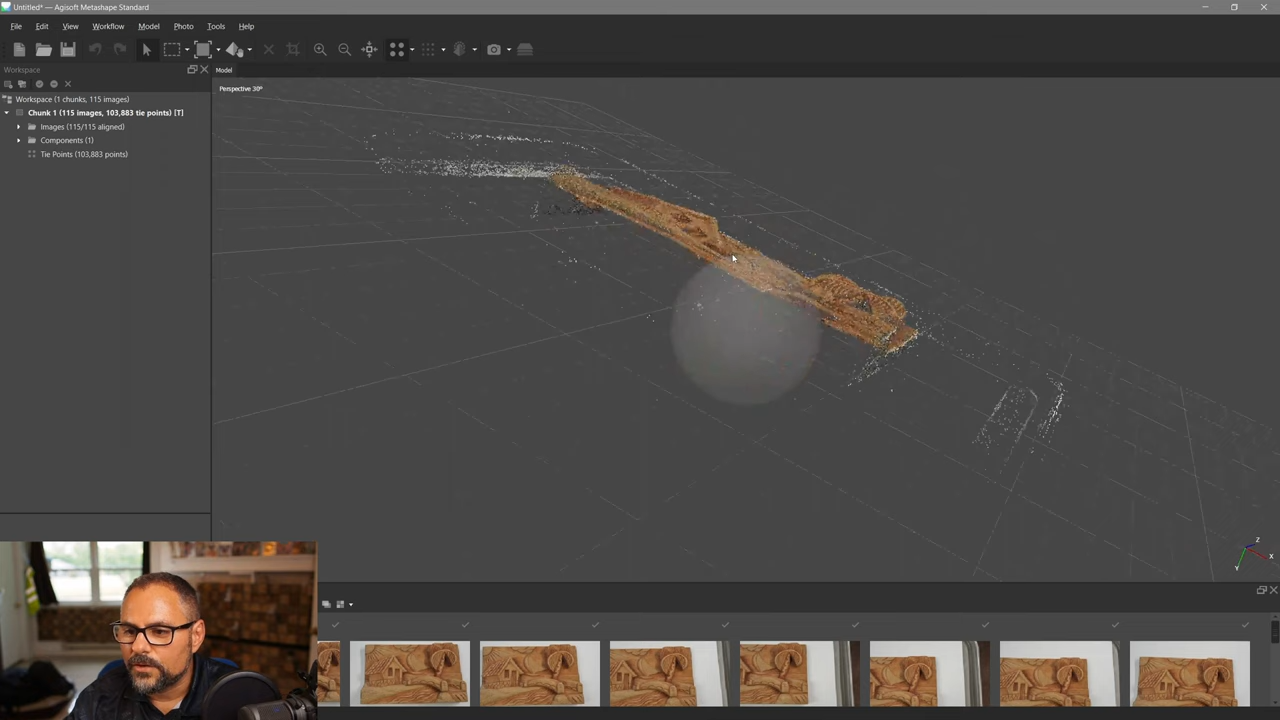 Untitled* — Agisoft Metashape Standard
File Edit View Workflow Model Photo Tools Help
Workspace
Model
Workspace (1 chunks, 115 images)
Chunk 1 (115 images, 103,883 tie points) [T]
Images (115/115 aligned)
Components (1)
Tie Points (103,883 points)
Perspective 30°
Z
X
Y